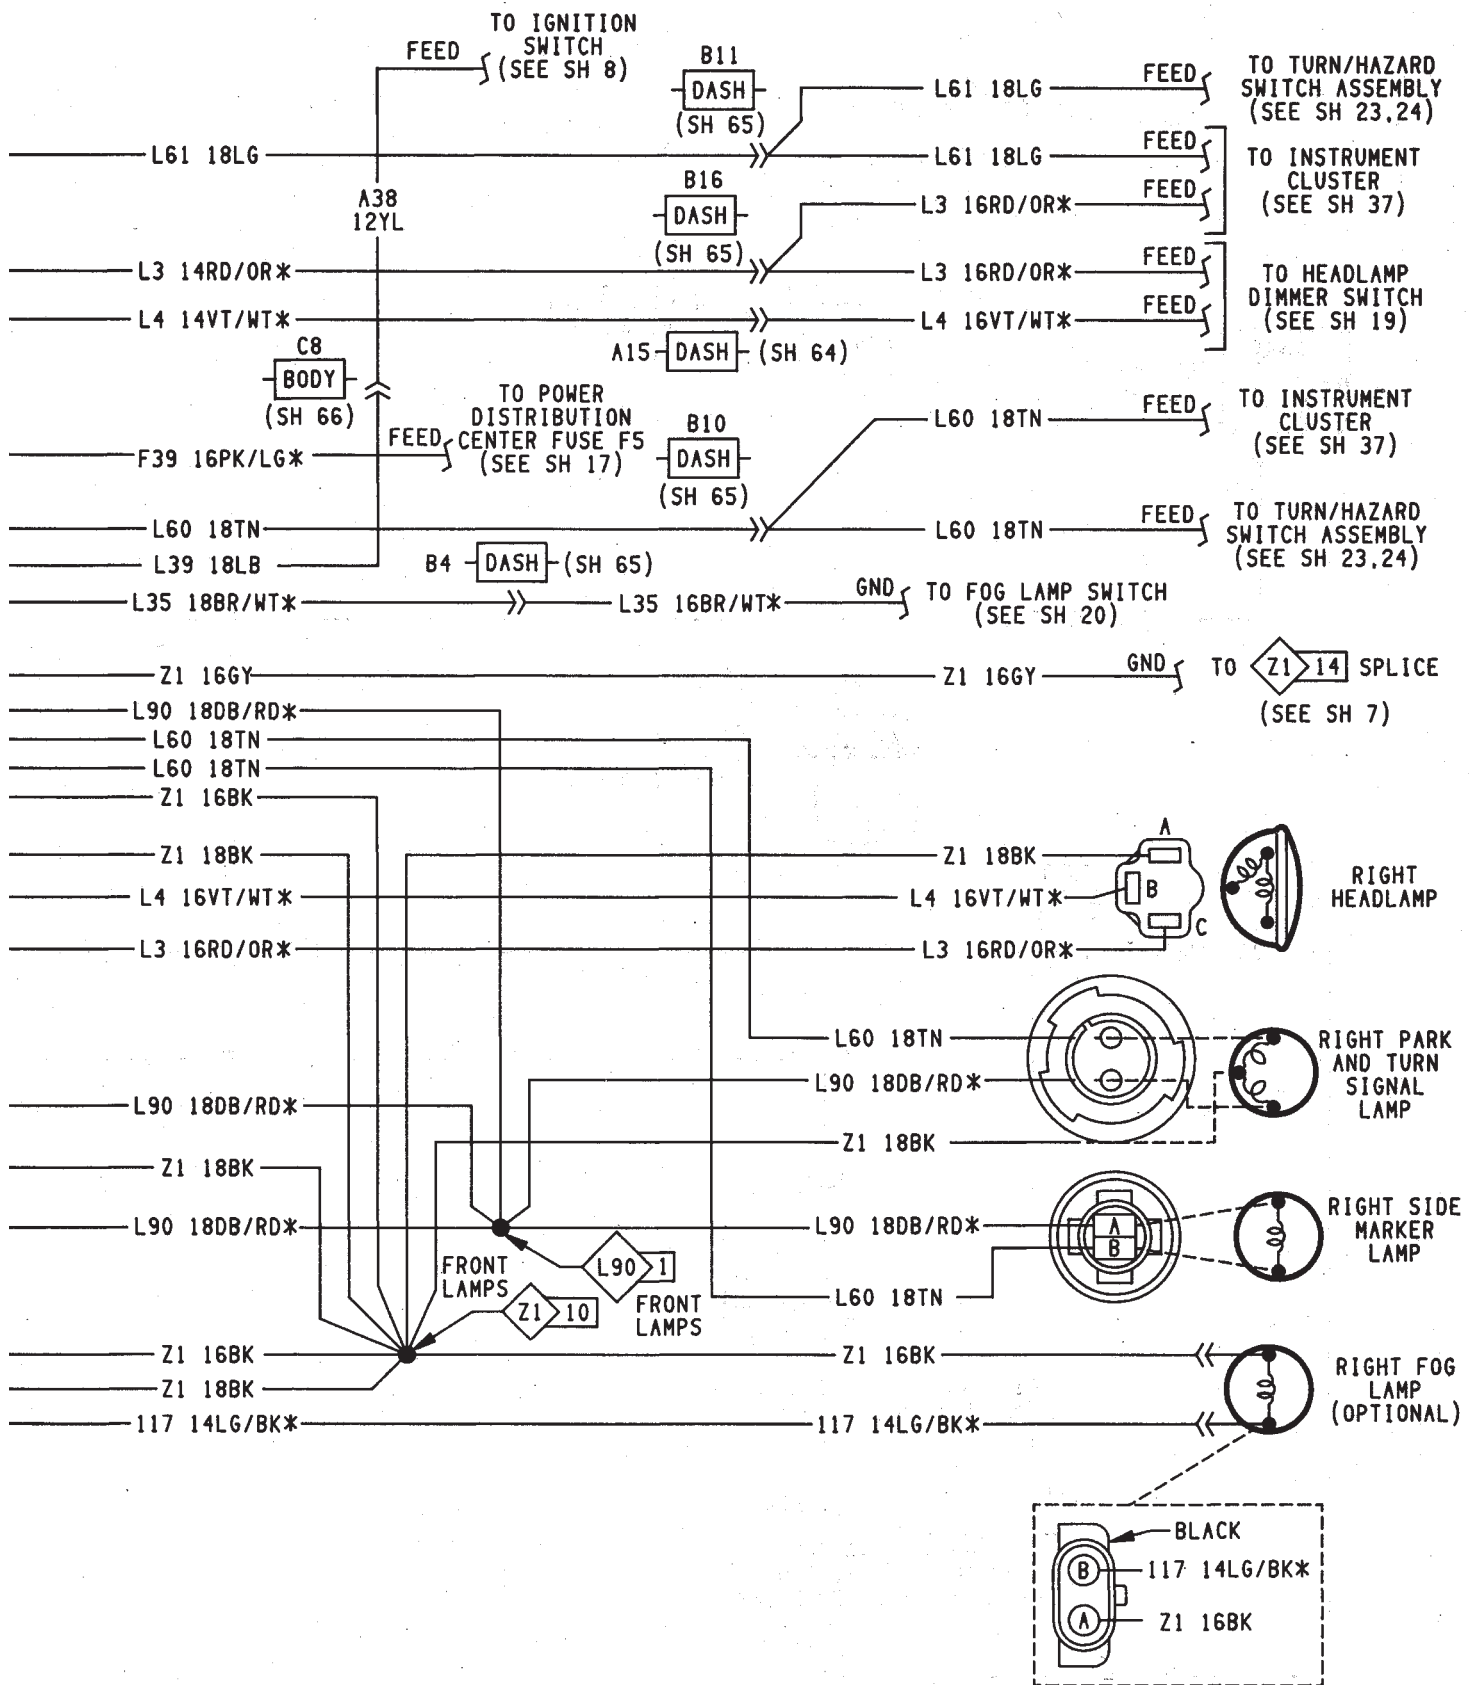 TO IGNITION
SWITCH
(SEE SH 8)
FEED
B11
DASH
(SH 65)
L61 18LG
FEED
TO TURN/HAZARD
SWITCH ASSEMBLY
(SEE SH 23,24)
L61 18LG
L61 18LG
FEED
TO INSTRUMENT
CLUSTER
(SEE SH 37)
A38
12YL
B16
DASH
(SH 65)
L3 16RD/OR*
FEED
L3 14RD/OR*
L3 16RD/OR*
FEED
TO HEADLAMP
DIMMER SWITCH
(SEE SH 19)
L4 14VT/WT*
L4 16VT/WT*
FEED
A15
DASH
(SH 64)
C8
BODY
(SH 66)
TO POWER
DISTRIBUTION
CENTER FUSE F5
(SEE SH 17)
FEED
F39 16PK/LG*
B10
DASH
(SH 65)
L60 18TN
FEED
TO INSTRUMENT
CLUSTER
(SEE SH 37)
L60 18TN
L60 18TN
FEED
TO TURN/HAZARD
SWITCH ASSEMBLY
(SEE SH 23,24)
L39 18LB
B4
DASH
(SH 65)
L35 18BR/WT*
L35 16BR/WT*
GND
TO FOG LAMP SWITCH
(SEE SH 20)
Z1 16GY
Z1 16GY
GND
TO Z1 14 SPLICE
(SEE SH 7)
L90 18DB/RD*
L60 18TN
L60 18TN
Z1 16BK
Z1 18BK
Z1 18BK
A
L4 16VT/WT*
L4 16VT/WT*
B
RIGHT
HEADLAMP
L3 16RD/OR*
L3 16RD/OR*
C
L60 18TN
RIGHT PARK
AND TURN
SIGNAL
LAMP
L90 18DB/RD*
L90 18DB/RD*
Z1 18BK
Z1 18BK
L90 18DB/RD*
L90 18DB/RD*
A
B
RIGHT SIDE
MARKER
LAMP
L90 1
FRONT
LAMPS
FRONT
LAMPS
Z1 10
L60 18TN
Z1 16BK
Z1 16BK
Z1 18BK
RIGHT FOG
LAMP
(OPTIONAL)
117 14LG/BK*
117 14LG/BK*
BLACK
B
117 14LG/BK*
A
Z1 16BK